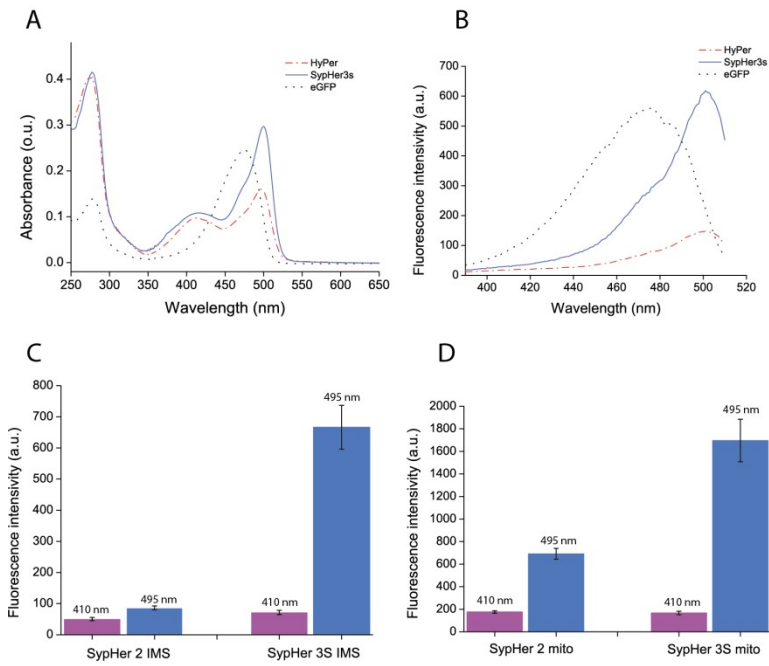 A
HyPer
SypHer3s
eGFP
0.4
0.3
0.2
0.1
0.0
Absorbance (o.u.)
250 300 350 400 450 500 550 600 650
Wavelength (nm)
B
HyPer
SypHer3s
eGFP
700
600
500
400
300
200
100
0
Fluorescence intensivity (a.u.)
400 420 440 460 480 500 520
Wavelength (nm)
C
800
700
600
500
400
300
200
100
0
Fluorescence intensivity (a.u.)
410 nm
495 nm
410 nm
495 nm
SypHer 2 IMS
SypHer 3S IMS
D
2000
1800
1600
1400
1200
1000
800
600
400
200
0
Fluorescence intensivity (a.u.)
410 nm
495 nm
410 nm
495 nm
SypHer 2 mito
SypHer 3S mito